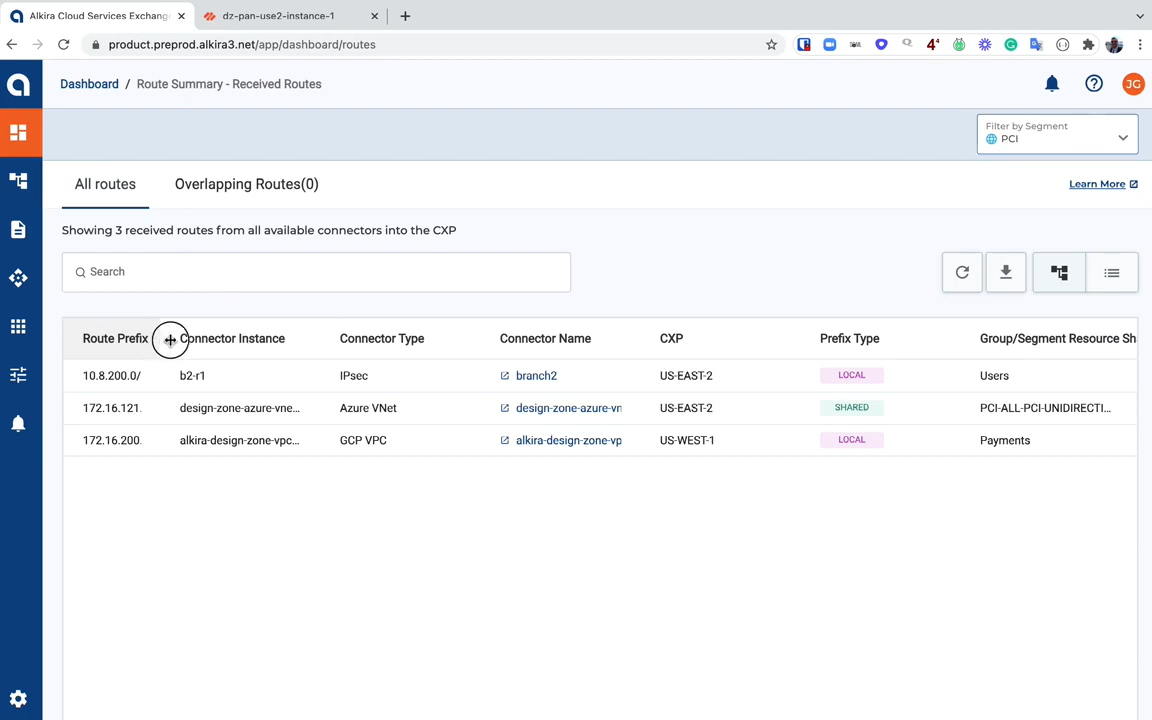 Alkira Cloud Services Exchang
dz-pan-use2-instance-1
product.preprod.alkira3.net/app/dashboard/routes
Dashboard / Route Summary - Received Routes
JG
Filter by Segment
PCI
All routes
Overlapping Routes(0)
Learn More
Showing 3 received routes from all available connectors into the CXP
Search
Route Prefix Connector Instance Connector Type Connector Name CXP Prefix Type Group/Segment Resource Sh
10.8.200.0/ b2-r1 IPsec branch2 US-EAST-2 LOCAL Users
172.16.121. design-zone-azure-vne... Azure VNet design-zone-azure-vn US-EAST-2 SHARED PCI-ALL-PCI-UNIDIRECTI...
172.16.200. alkira-design-zone-vpc... GCP VPC alkira-design-zone-vp US-WEST-1 LOCAL Payments